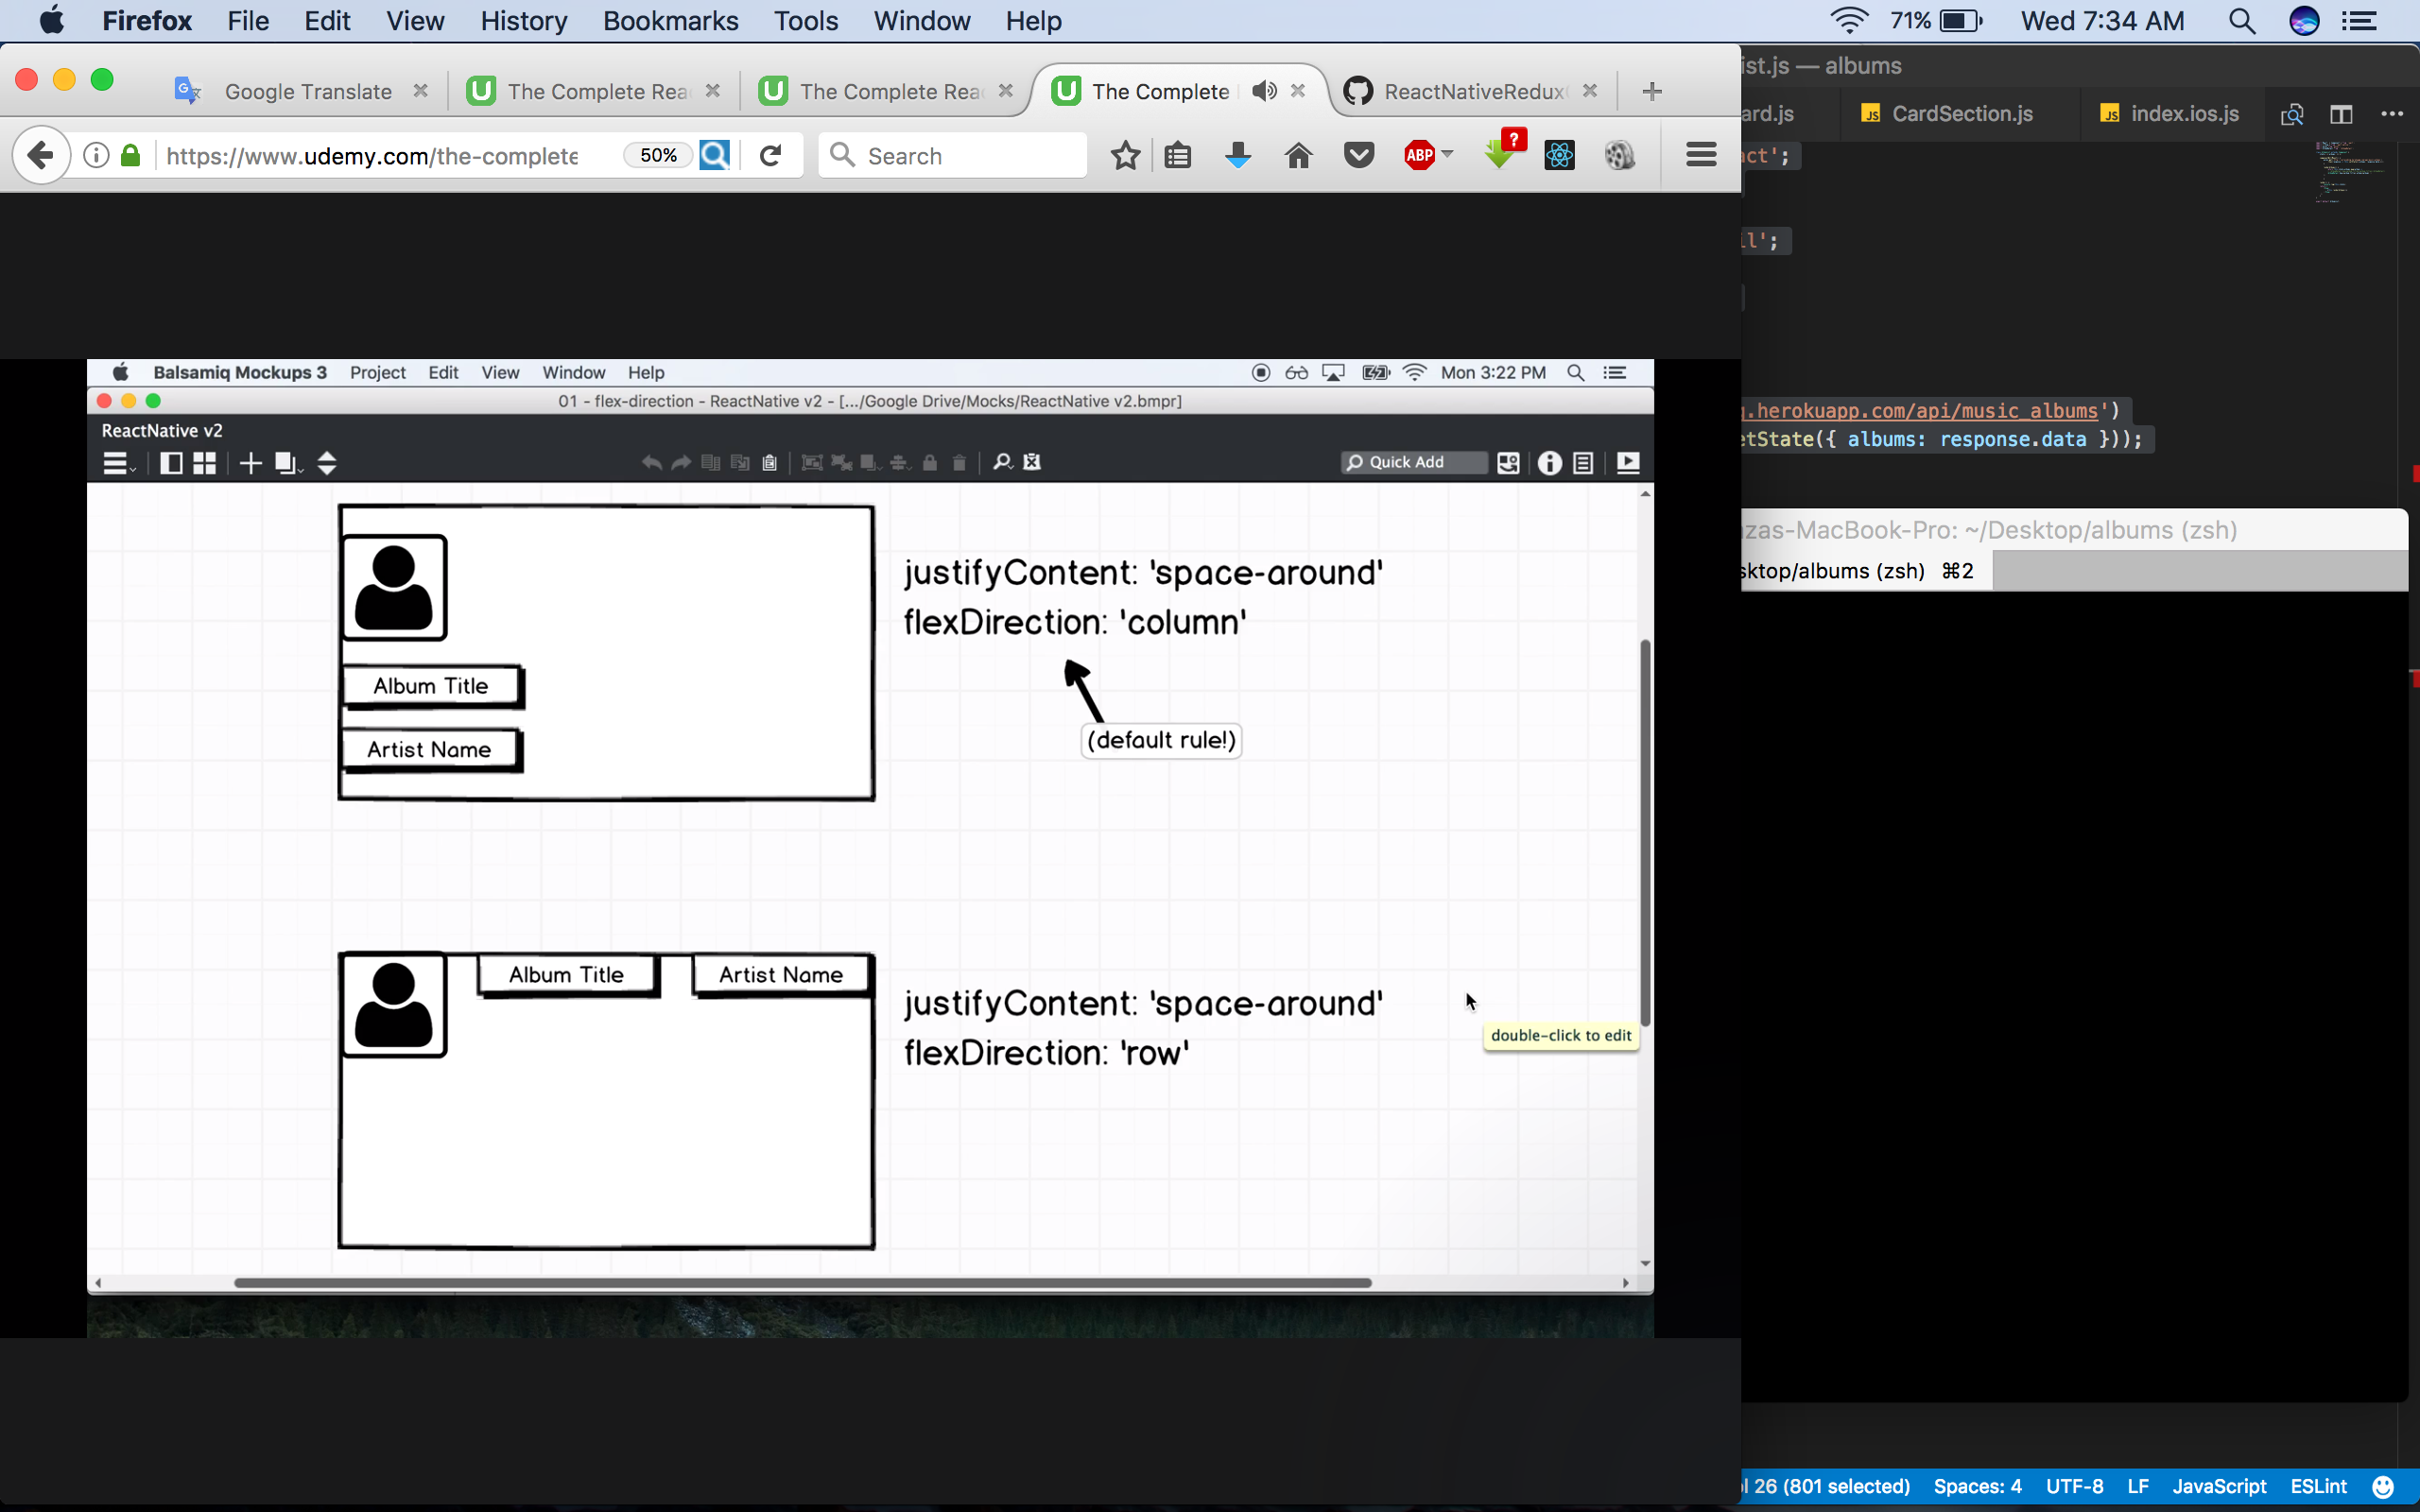 Firefox File Edit View History Bookmarks Tools Window Help 71% Wed 7:34 AM
Google Translate The Complete Rea The Complete Rea The Complete ReactNativeRedux
https://www.udemy.com/the-complete 50% Search ABP ?
ist.js — albums
ard.js JS CardSection.js JS index.ios.js
act';
il';
.herokuapp.com/api/music_albums')
etState({ albums: response.data }));
zas-MacBook-Pro: ~/Desktop/albums (zsh)
sktop/albums (zsh) ⌘2
Balsamiq Mockups 3 Project Edit View Window Help Mon 3:22 PM
01 - flex-direction - ReactNative v2 - [.../Google Drive/Mocks/ReactNative v2.bmpr]
ReactNative v2
Quick Add
justifyContent: 'space-around'
flexDirection: 'column'
Album Title
(default rule!)
Artist Name
Album Title Artist Name
justifyContent: 'space-around'
flexDirection: 'row'
double-click to edit
26 (801 selected) Spaces: 4 UTF-8 LF JavaScript ESLint